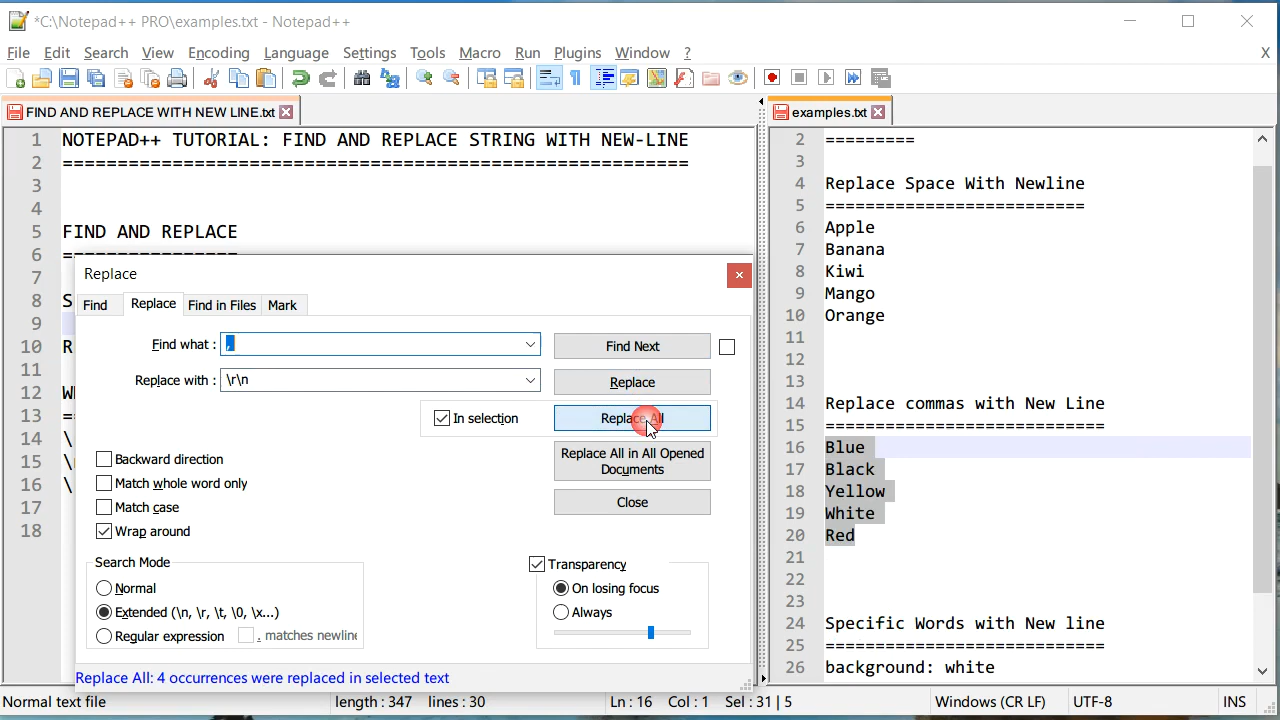 *C:\Notepad++ PRO\examples.txt - Notepad++
File Edit Search View Encoding Language Settings Tools Macro Run Plugins Window ? X
FIND AND REPLACE WITH NEW LINE.txt
examples.txt
1 NOTEPAD++ TUTORIAL: FIND AND REPLACE STRING WITH NEW-LINE
2 =========================================================
3
4
5 FIND AND REPLACE
6 ================
7
8 S
9
10 R
11
12
13 =
14 \
15 \
16 \
17
18
Replace
Find Replace Find in Files Mark
Find what : ,
Find Next
Replace with : \r\n
Replace
In selection
Replace All
Replace All in All Opened
Documents
Close
Backward direction
Match whole word only
Match case
Wrap around
Search Mode
Normal
Extended (\n, \r, \t, \0, \x...)
Regular expression . matches newline
Transparency
On losing focus
Always
Replace All: 4 occurrences were replaced in selected text
2 =========
3
4 Replace Space With Newline
5 ==========================
6 Apple
7 Banana
8 Kiwi
9 Mango
10 Orange
11
12
13
14 Replace commas with New Line
15 ============================
16 Blue
17 Black
18 Yellow
19 White
20 Red
21
22
23
24 Specific Words with New line
25 ============================
26 background: white
Normal text file length : 347 lines : 30 Ln : 16 Col : 1 Sel : 31 | 5 Windows (CR LF) UTF-8 INS